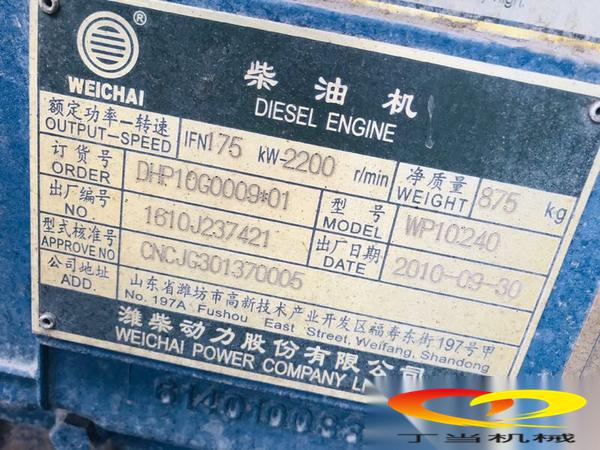 ®
WEICHAI
柴油机
DIESEL ENGINE
额定功率—转速 IFN175 kW-2200 r/min 净质量 875 kg
OUTPUT-SPEED WEIGHT
订货号 DHP10G0009*01 型号 WP10.240
ORDER MODEL
出厂编号 1610J237421 出厂日期 2010-09-30
NO. DATE
型式核准号 CNCJG301370005
APPROVE NO
公司地址 山东省潍坊市高新技术产业开发区福寿东街197号甲
ADD. No. 197A Fushou East Street, Weifang, Shandong
潍柴动力股份有限公司
WEICHAI POWER COMPANY
丁当机械